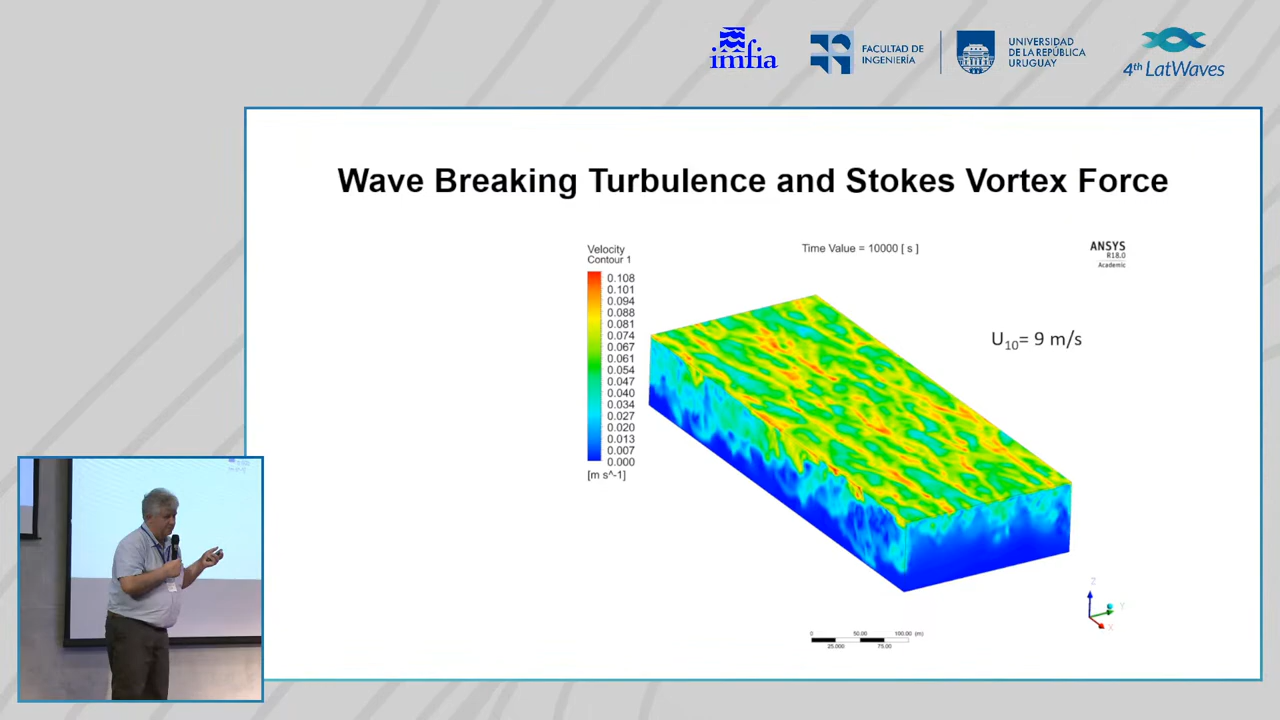 imfia
FACULTAD DE
INGENIERÍA
UNIVERSIDAD
DE LA REPÚBLICA
URUGUAY
4th LatWaves
Wave Breaking Turbulence and Stokes Vortex Force
Velocity
Contour 1
Time Value = 10000 [ s ]
ANSYS
R18.0
Academic
0.108
0.101
0.094
0.088
0.081
0.074
0.067
0.061
0.054
0.047
0.040
0.034
0.027
0.020
0.013
0.007
0.000
[m s^-1]
U10= 9 m/s
Z
Y
X
0 50.00 100.00 (m)
25.000 75.00